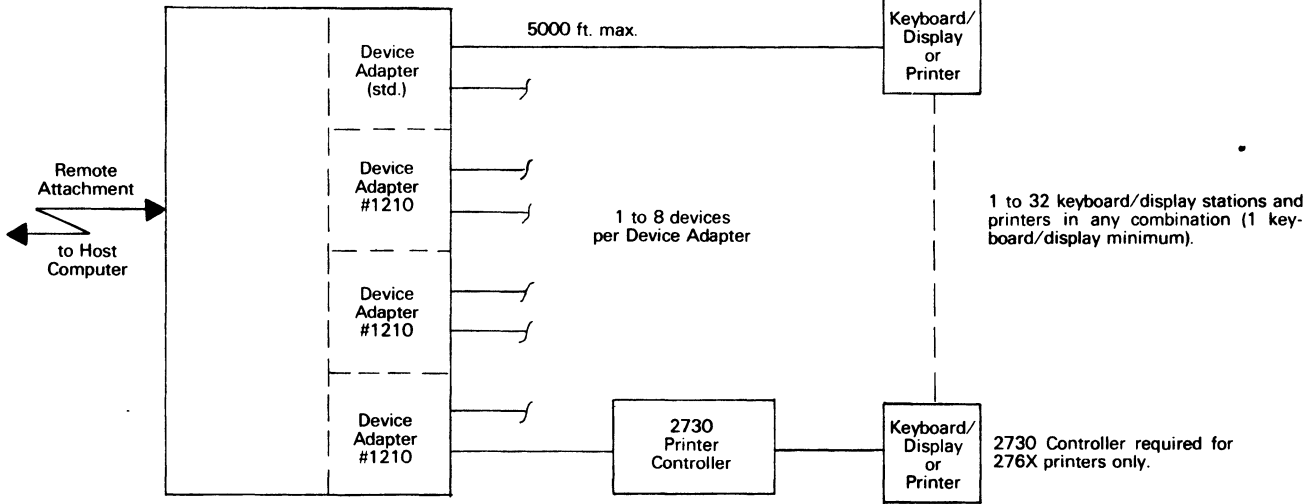 5000 ft. max.
Keyboard/
Display
or
Printer
Device
Adapter
(std.)
Device
Adapter
#1210
Remote
Attachment
to Host
Computer
1 to 8 devices
per Device Adapter
1 to 32 keyboard/display stations and
printers in any combination (1 key-
board/display minimum).
Device
Adapter
#1210
Device
Adapter
#1210
2730
Printer
Controller
Keyboard/
Display
or
Printer
2730 Controller required for
276X printers only.